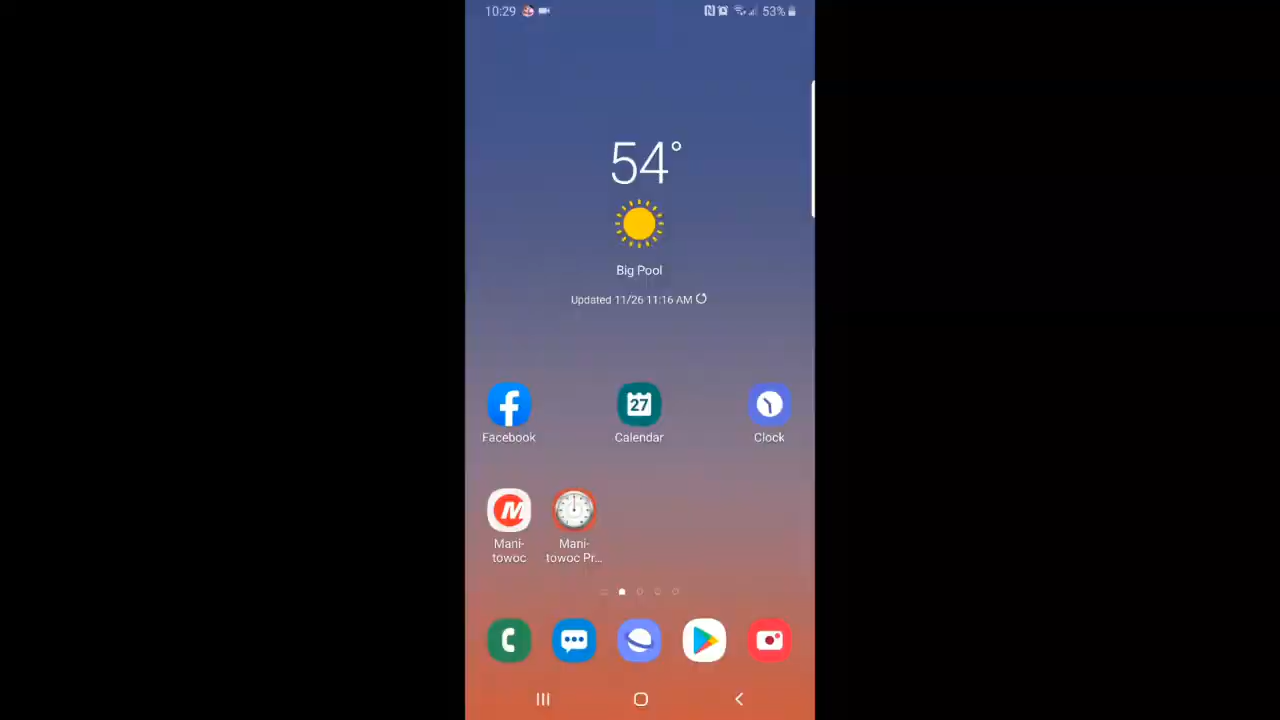 10:29
53%
54°
Big Pool
Updated 11/26 11:16 AM
27
Facebook
Calendar
Clock
M
Mani-
towoc
Mani-
towoc Pr...